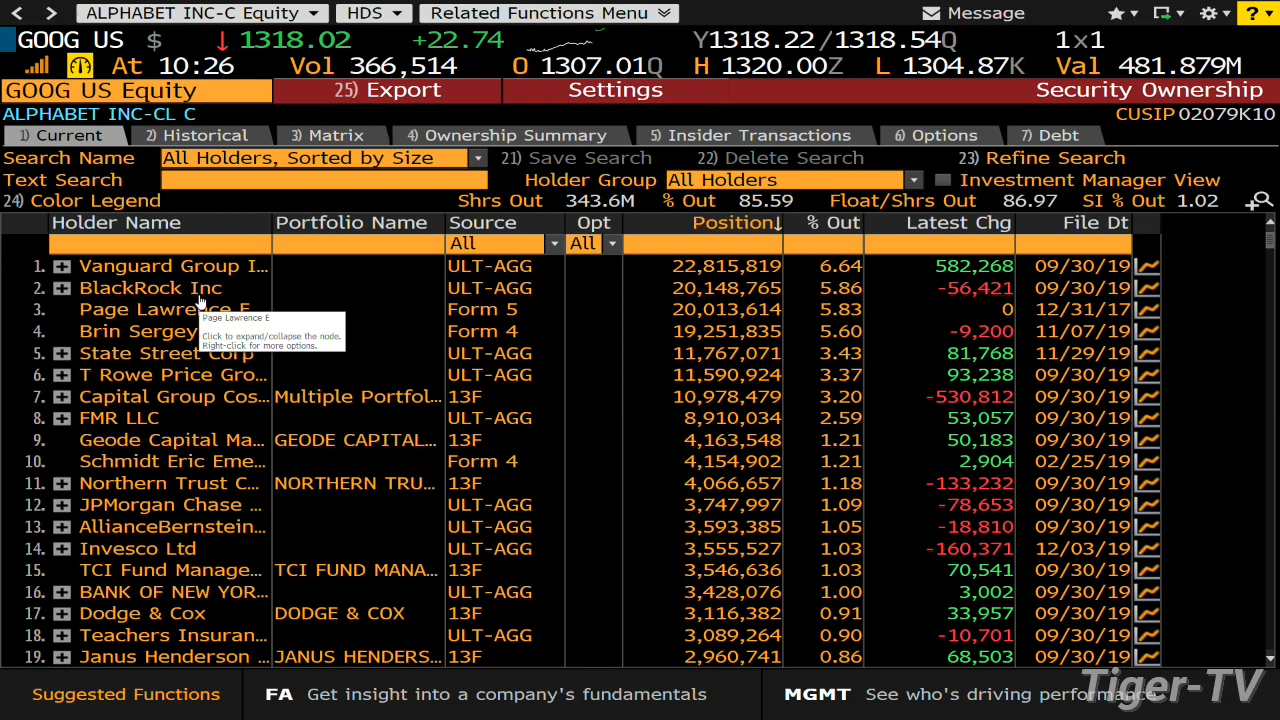 ALPHABET INC-C Equity HDS Related Functions Menu Message ?
GOOG US $ ↓ 1318.02 +22.74 Y1318.22/1318.54Q 1x1
At 10:26 Vol 366,514 O 1307.01Q H 1320.00Z L 1304.87K Val 481.879M
GOOG US Equity 25) Export Settings Security Ownership
ALPHABET INC-CL C CUSIP 02079K10
1) Current 2) Historical 3) Matrix 4) Ownership Summary 5) Insider Transactions 6) Options 7) Debt
Search Name All Holders, Sorted by Size 21) Save Search 22) Delete Search 23) Refine Search
Text Search Holder Group All Holders Investment Manager View
24) Color Legend Shrs Out 343.6M % Out 85.59 Float/Shrs Out 86.97 SI % Out 1.02
Holder Name Portfolio Name Source Opt Position↓ % Out Latest Chg File Dt
All All
1. Vanguard Group I... ULT-AGG 22,815,819 6.64 582,268 09/30/19
2. BlackRock Inc ULT-AGG 20,148,765 5.86 -56,421 09/30/19
3. Page Lawrence E Form 5 20,013,614 5.83 0 12/31/17
4. Brin Sergey Form 4 19,251,835 5.60 -9,200 11/07/19
Page Lawrence E
Click to expand/collapse the node.
Right-click for more options.
5. State Street Corp ULT-AGG 11,767,071 3.43 81,768 11/29/19
6. T Rowe Price Gro... ULT-AGG 11,590,924 3.37 93,238 09/30/19
7. Capital Group Cos... Multiple Portfol... 13F 10,978,479 3.20 -530,812 09/30/19
8. FMR LLC ULT-AGG 8,910,034 2.59 53,057 09/30/19
9. Geode Capital Ma... GEODE CAPITAL... 13F 4,163,548 1.21 50,183 09/30/19
10. Schmidt Eric Eme... Form 4 4,154,902 1.21 2,904 02/25/19
11. Northern Trust C... NORTHERN TRU... 13F 4,066,657 1.18 -133,232 09/30/19
12. JPMorgan Chase ... ULT-AGG 3,747,997 1.09 -78,653 09/30/19
13. AllianceBernstein... ULT-AGG 3,593,385 1.05 -18,810 09/30/19
14. Invesco Ltd ULT-AGG 3,555,527 1.03 -160,371 12/03/19
15. TCI Fund Manage... TCI FUND MANA... 13F 3,546,636 1.03 70,541 09/30/19
16. BANK OF NEW YOR... ULT-AGG 3,428,076 1.00 3,002 09/30/19
17. Dodge & Cox DODGE & COX 13F 3,116,382 0.91 33,957 09/30/19
18. Teachers Insuran... ULT-AGG 3,089,264 0.90 -10,701 09/30/19
19. Janus Henderson ... JANUS HENDERS... 13F 2,960,741 0.86 68,503 09/30/19
Suggested Functions FA Get insight into a company's fundamentals MGMT See who's driving performance
Tiger-TV